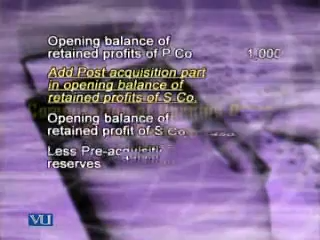 Opening balance of
retained profits of P Co. 1,000
Add Post acquisition part
in opening balance of
retained profits of S Co.
Opening balance of
retained profit of S Co.
Less Pre-acquisiti
reserves
VU